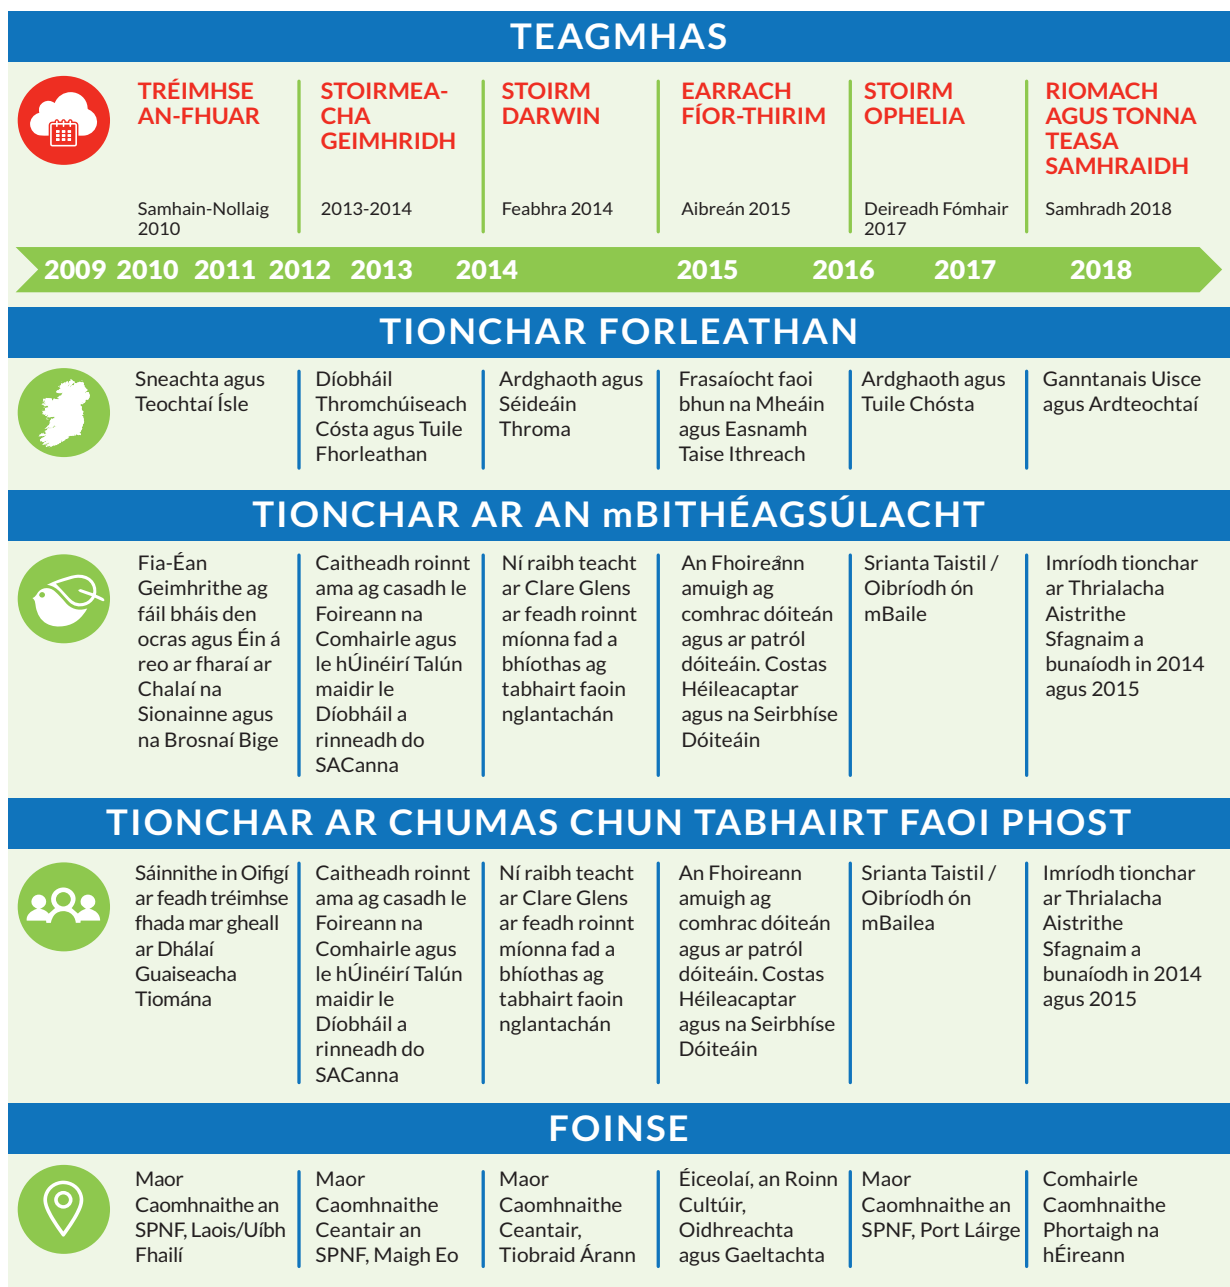 TEAGMHAS
TRÉIMHSE
AN-FHUAR
Samhain-Nollaig
2010
STOIRMEA-
CHA
GEIMHRIDH
2013-2014
STOIRM
DARWIN
Feabhra 2014
EARRACH
FÍOR-THIRIM
Aibreán 2015
STOIRM
OPHELIA
Deireadh Fómhair
2017
RIOMACH
AGUS TONNA
TEASA
SAMHRAIDH
Samhradh 2018
2009 2010 2011 2012 2013 2014 2015 2016 2017 2018
TIONCHAR FORLEATHAN
Sneachta agus
Teochtaí Ísle
Díobháil
Thromchúiseach
Cósta agus Tuile
Fhorleathan
Ardghaoth agus
Séideáin
Throma
Frasaíocht faoi
bhun na Mheáin
agus Easnamh
Taise Ithreach
Ardghaoth agus
Tuile Chósta
Ganntanais Uisce
agus Ardteochtaí
TIONCHAR AR AN mBITHÉAGSÚLACHT
Fia-Éan
Geimhrithe ag
fáil bháis den
ocras agus Éin á
reo ar fharaí ar
Chalaí na
Sionainne agus
na Brosnaí Bige
Caitheadh roinnt
ama ag casadh le
Foireann na
Comhairle agus
le hÚinéirí Talún
maidir le
Díobháil a
rinneadh do
SACanna
Ní raibh teacht
ar Clare Glens
ar feadh roinnt
míonna fad a
bhíothas ag
tabhairt faoin
nglantachán
An Fhoireann
amuigh ag
comhrac dóiteán
agus ar patról
dóiteáin. Costas
Héileacaptar
agus na Seirbhíse
Dóiteáin
Srianta Taistil /
Oibríodh ón
mBaile
Imríodh tionchar
ar Thrialacha
Aistrithe
Sfagnaim a
bunaíodh in 2014
agus 2015
TIONCHAR AR CHUMAS CHUN TABHAIRT FAOI PHOST
Sáinnithe in Oifigí
ar feadh tréimhse
fhada mar gheall
ar Dhálaí
Guaiseacha
Tiomána
Caitheadh roinnt
ama ag casadh le
Foireann na
Comhairle agus
le hÚinéirí Talún
maidir le
Díobháil a
rinneadh do
SACanna
Ní raibh teacht
ar Clare Glens
ar feadh roinnt
míonna fad a
bhíothas ag
tabhairt faoin
nglantachán
An Fhoireann
amuigh ag
comhrac dóiteán
agus ar patról
dóiteáin. Costas
Héileacaptar
agus na Seirbhíse
Dóiteáin
Srianta Taistil /
Oibríodh ón
mBailea
Imríodh tionchar
ar Thrialacha
Aistrithe
Sfagnaim a
bunaíodh in 2014
agus 2015
FOINSE
Maor
Caomhnaithe an
SPNF, Laois/Uíbh
Fhailí
Maor
Caomhnaithe
Ceantair an
SPNF, Maigh Eo
Maor
Caomhnaithe
Ceantair,
Tiobraid Árann
Éiceolaí, an Roinn
Cultúir,
Oidhreachta
agus Gaeltachta
Maor
Caomhnaithe an
SPNF, Port Láirge
Comhairle
Caomhnaithe
Phortaigh na
hÉireann